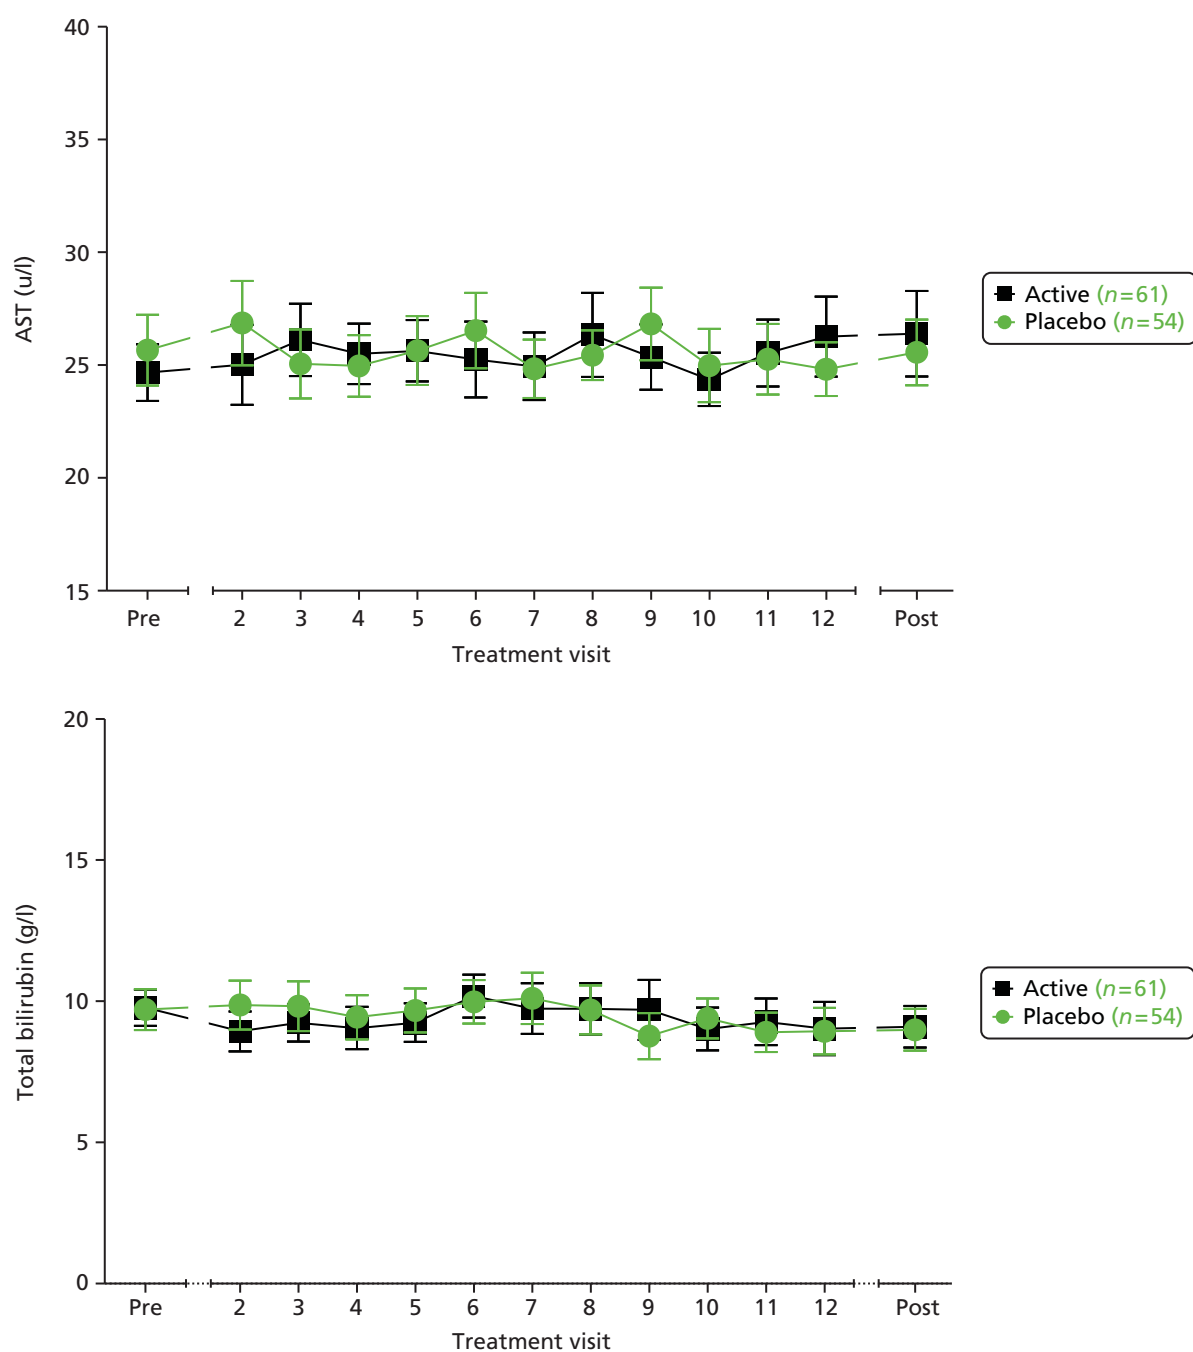 40
35
30
25
20
15
AST (u/l)
Pre 2 3 4 5 6 7 8 9 10 11 12 Post
Treatment visit
Active (n=61)
Placebo (n=54)
20
15
10
5
0
Total bilirubin (g/l)
Pre 2 3 4 5 6 7 8 9 10 11 12 Post
Treatment visit
Active (n=61)
Placebo (n=54)